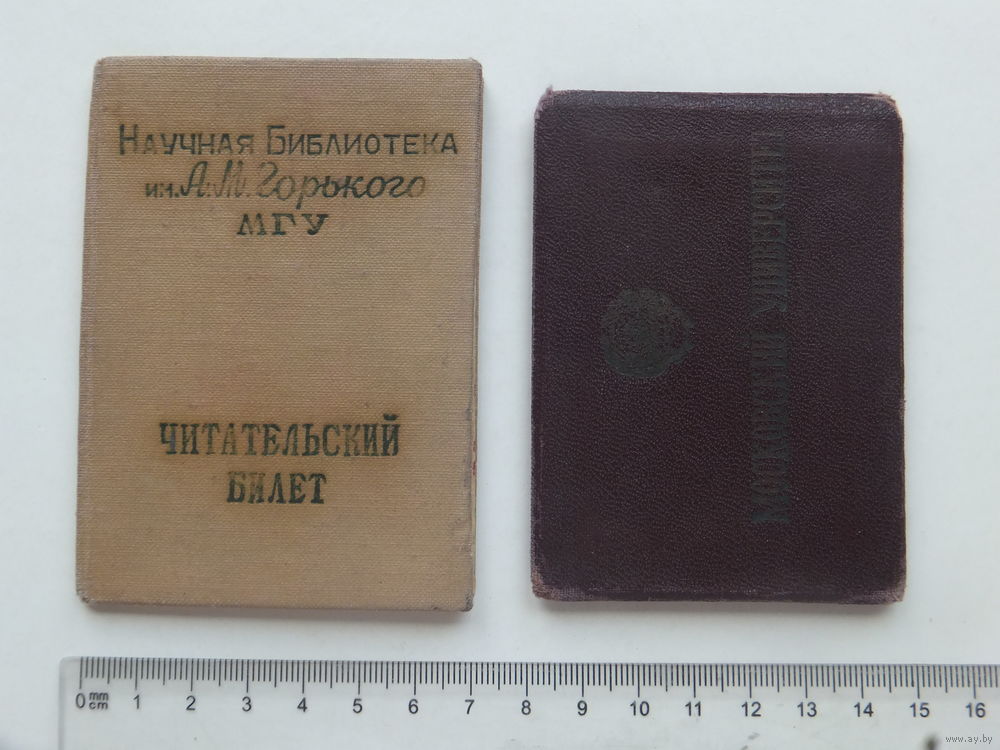 НАУЧНАЯ БИБЛИОТЕКА
им. А. М. Горького
МГУ
ЧИТАТЕЛЬСКИЙ
БИЛЕТ
МОСКОВСКИЙ УНИВЕРСИТЕТ
0 mm cm 1 2 3 4 5 6 7 8 9 10 11 12 13 14 15 16
www.ay.by